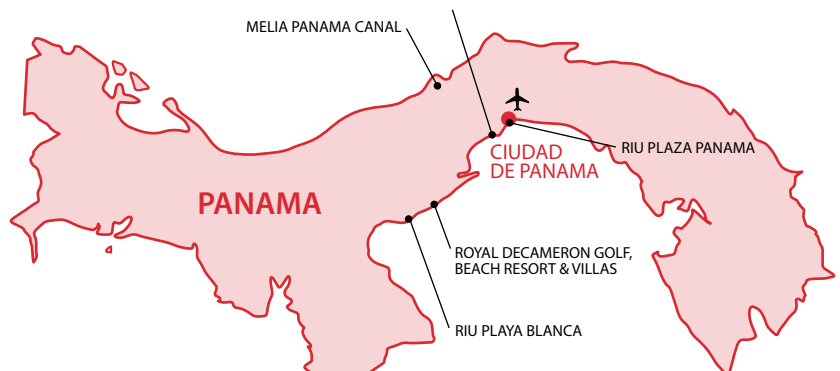 MELIA PANAMA CANAL
CIUDAD
DE PANAMA
RIU PLAZA PANAMA
PANAMA
ROYAL DECAMERON GOLF,
BEACH RESORT & VILLAS
RIU PLAYA BLANCA